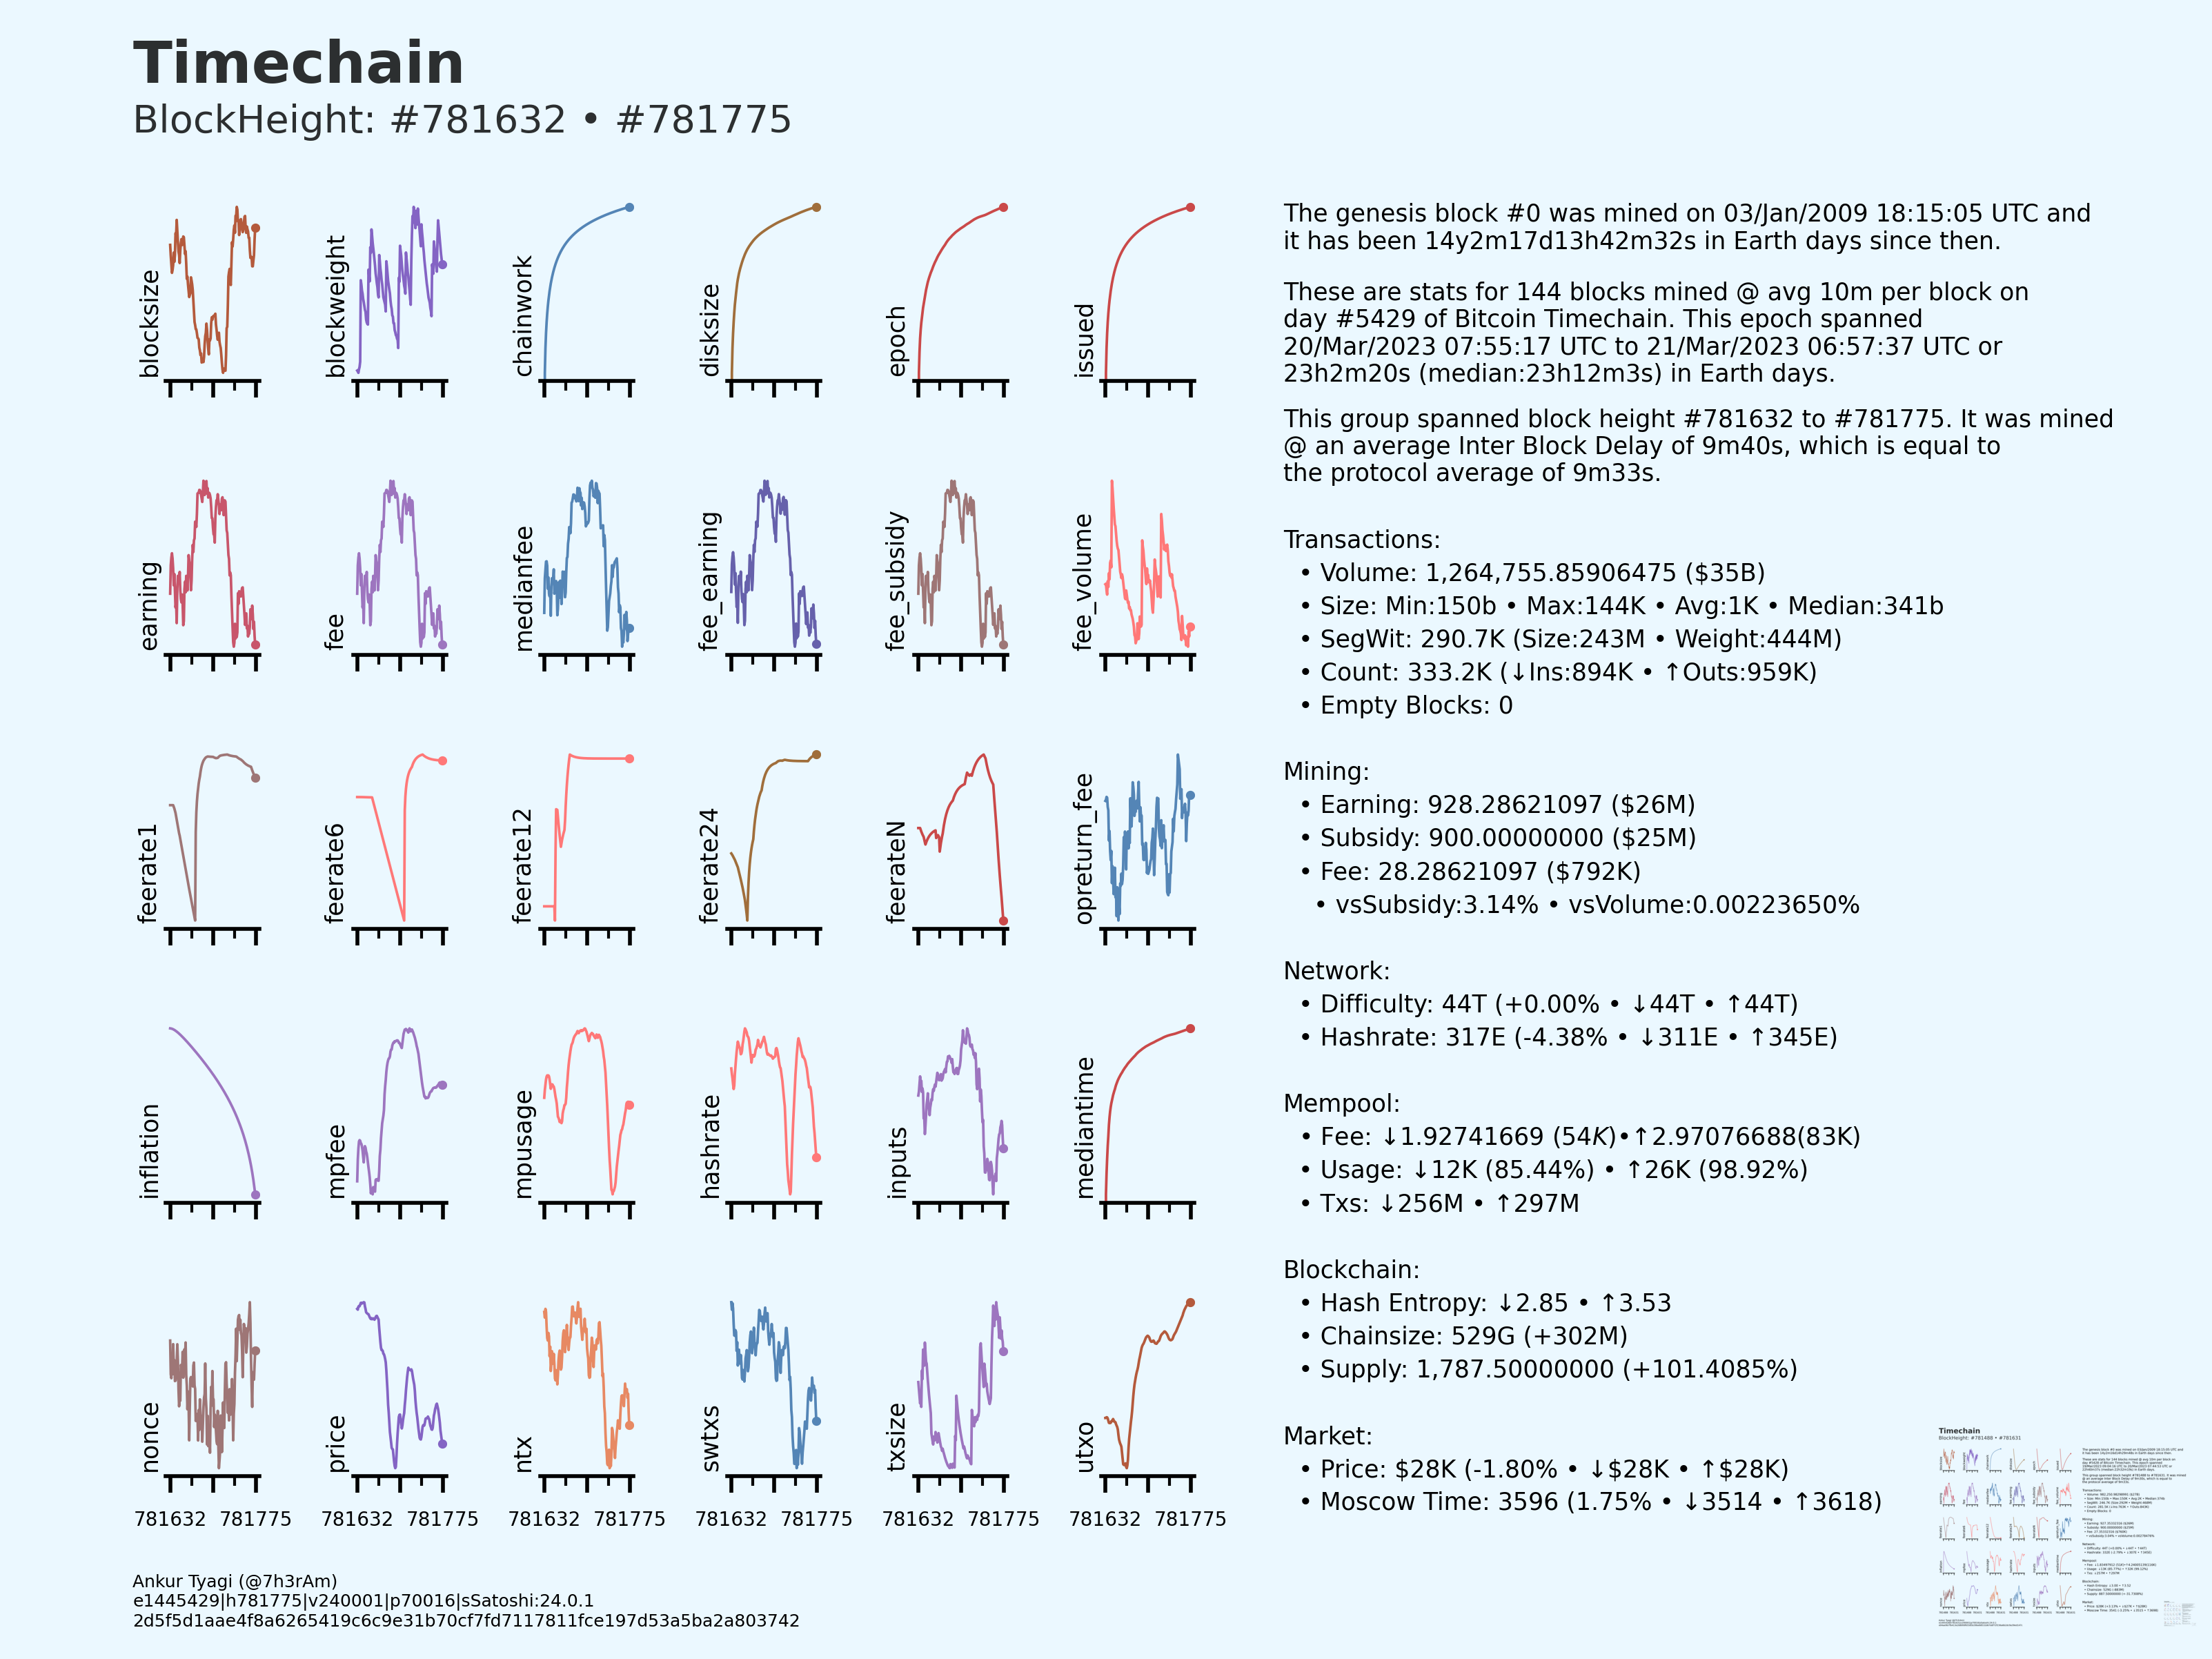 Timechain
BlockHeight: #781632 • #781775
blocksize
blockweight
chainwork
disksize
epoch
issued
earning
fee
medianfee
fee_earning
fee_subsidy
fee_volume
feerate1
feerate6
feerate12
feerate24
feerateN
opreturn_fee
inflation
mpfee
mpusage
hashrate
inputs
mediantime
nonce
price
ntx
swtxs
txsize
utxo
781632 781775 781632 781775 781632 781775 781632 781775 781632 781775 781632 781775
The genesis block #0 was mined on 03/Jan/2009 18:15:05 UTC and
it has been 14y2m17d13h42m32s in Earth days since then.
These are stats for 144 blocks mined @ avg 10m per block on
day #5429 of Bitcoin Timechain. This epoch spanned
20/Mar/2023 07:55:17 UTC to 21/Mar/2023 06:57:37 UTC or
23h2m20s (median:23h12m3s) in Earth days.
This group spanned block height #781632 to #781775. It was mined
@ an average Inter Block Delay of 9m40s, which is equal to
the protocol average of 9m33s.
Transactions:
• Volume: 1,264,755.85906475 ($35B)
• Size: Min:150b • Max:144K • Avg:1K • Median:341b
• SegWit: 290.7K (Size:243M • Weight:444M)
• Count: 333.2K (↓Ins:894K • ↑Outs:959K)
• Empty Blocks: 0
Mining:
• Earning: 928.28621097 ($26M)
• Subsidy: 900.00000000 ($25M)
• Fee: 28.28621097 ($792K)
• vsSubsidy:3.14% • vsVolume:0.00223650%
Network:
• Difficulty: 44T (+0.00% • ↓44T • ↑44T)
• Hashrate: 317E (-4.38% • ↓311E • ↑345E)
Mempool:
• Fee: ↓1.92741669 (54K)•↑2.97076688(83K)
• Usage: ↓12K (85.44%) • ↑26K (98.92%)
• Txs: ↓256M • ↑297M
Blockchain:
• Hash Entropy: ↓2.85 • ↑3.53
• Chainsize: 529G (+302M)
• Supply: 1,787.50000000 (+101.4085%)
Market:
• Price: $28K (-1.80% • ↓$28K • ↑$28K)
• Moscow Time: 3596 (1.75% • ↓3514 • ↑3618)
Ankur Tyagi (@7h3rAm)
e1445429|h781775|v240001|p70016|sSatoshi:24.0.1
2d5f5d1aae4f8a6265419c6c9e31b70cf7fd7117811fce197d53a5ba2a803742
Timechain
BlockHeight: #781488 • #781631